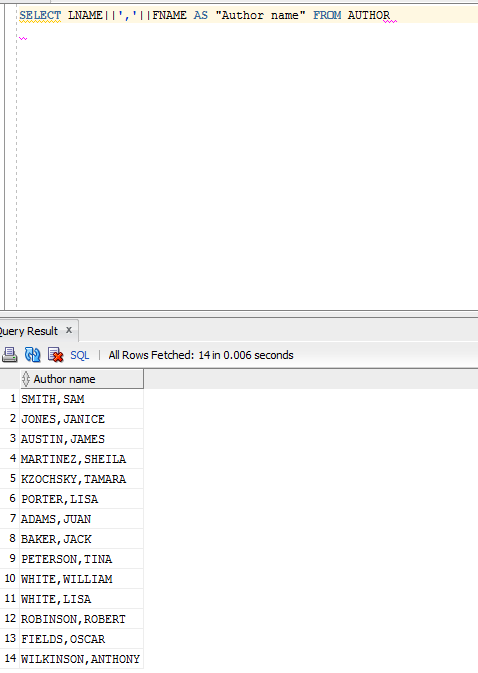 SELECT LNAME||','||FNAME AS "Author name" FROM AUTHOR
Query Result x
SQL | All Rows Fetched: 14 in 0.006 seconds
Author name
1 SMITH,SAM
2 JONES,JANICE
3 AUSTIN,JAMES
4 MARTINEZ,SHEILA
5 KZOCHSKY,TAMARA
6 PORTER,LISA
7 ADAMS,JUAN
8 BAKER,JACK
9 PETERSON,TINA
10 WHITE,WILLIAM
11 WHITE,LISA
12 ROBINSON,ROBERT
13 FIELDS,OSCAR
14 WILKINSON,ANTHONY